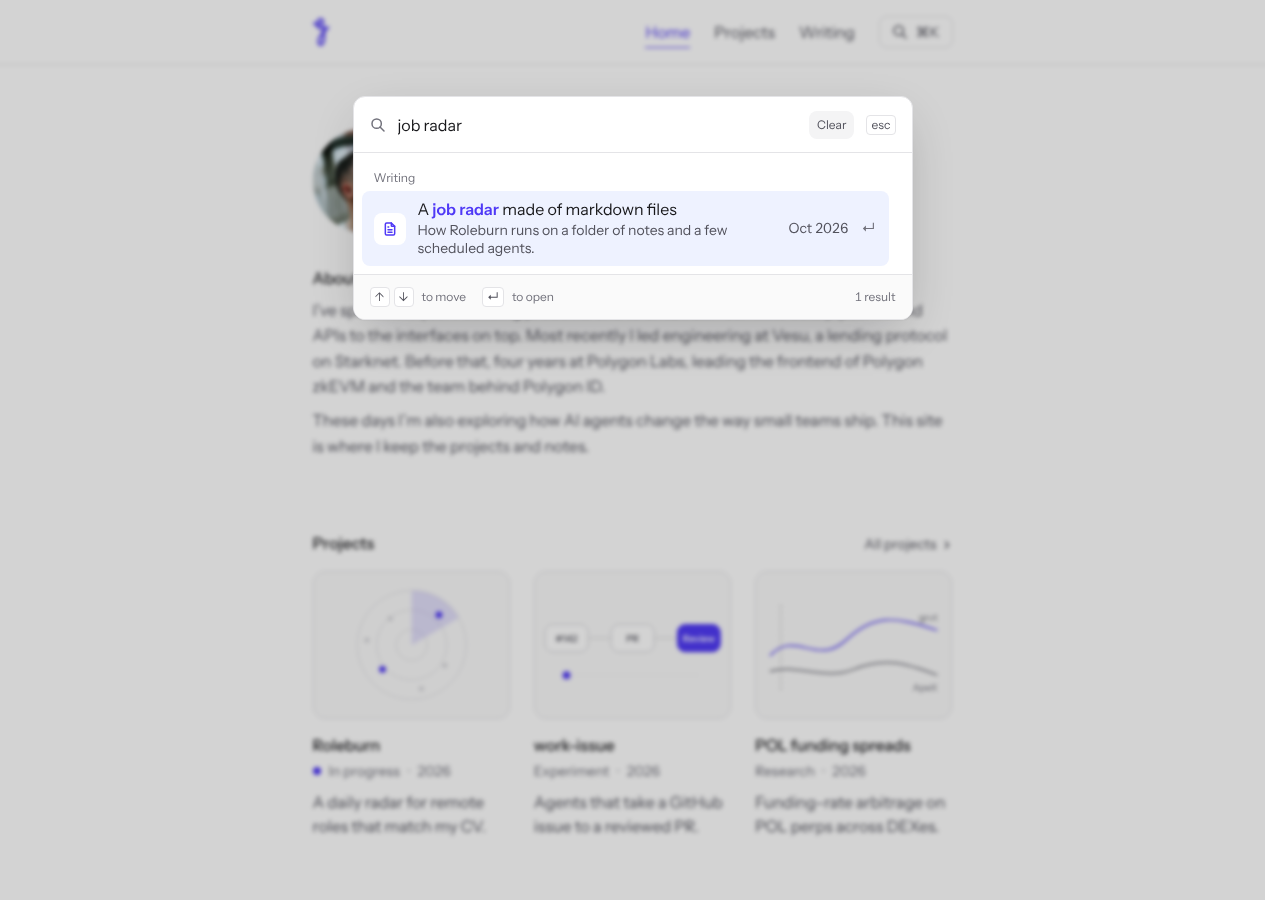 Home Projects Writing ⌘K
job radar Clear esc
Writing
A job radar made of markdown files
How Roleburn runs on a folder of notes and a few
scheduled agents.
Oct 2026
to move to open 1 result
APIs to the interfaces on top. Most recently I led engineering at Vesu, a lending protocol
on Starknet. Before that, four years at Polygon Labs, leading the frontend of Polygon
zkEVM and the team behind Polygon ID.
These days I'm also exploring how AI agents change the way small teams ship. This site
is where I keep the projects and notes.
Projects All projects
PR Review
Roleburn
In progress · 2026
A daily radar for remote
roles that match my CV.
work-issue
Experiment · 2026
Agents that take a GitHub
issue to a reviewed PR.
POL funding spreads
Research · 2026
Funding-rate arbitrage on
POL perps across DEXes.